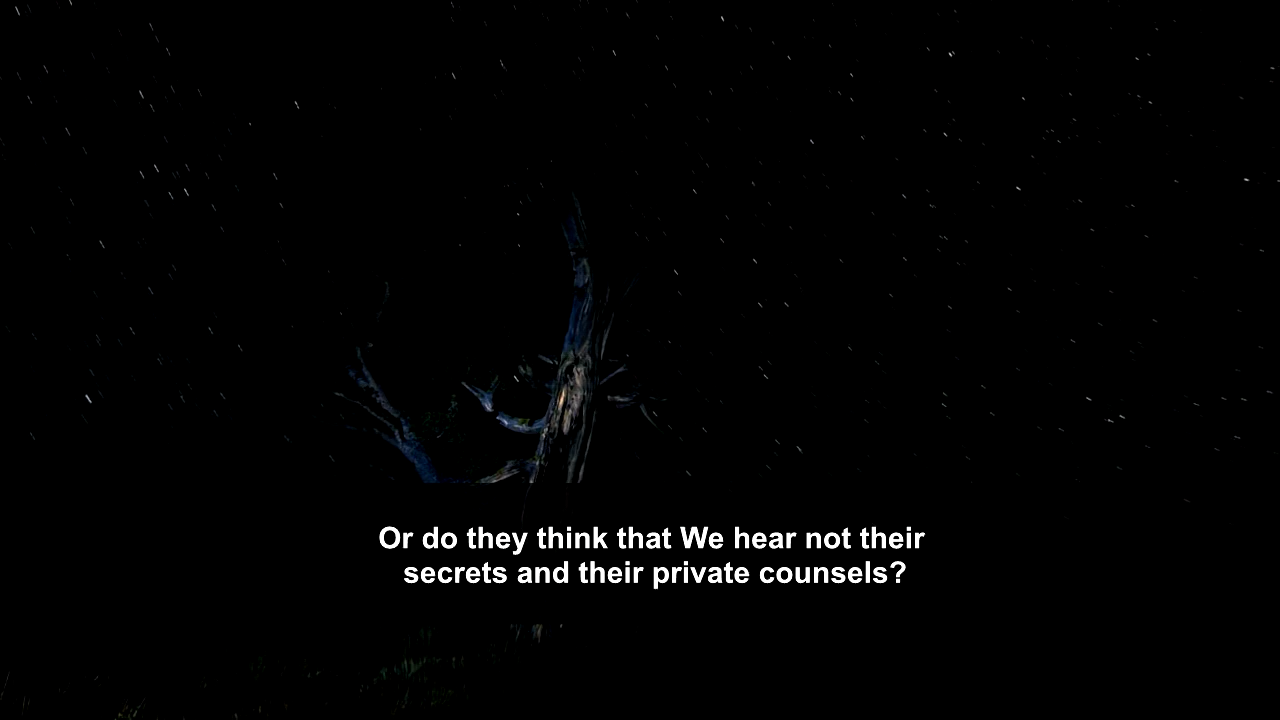 Or do they think that We hear not their
secrets and their private counsels?